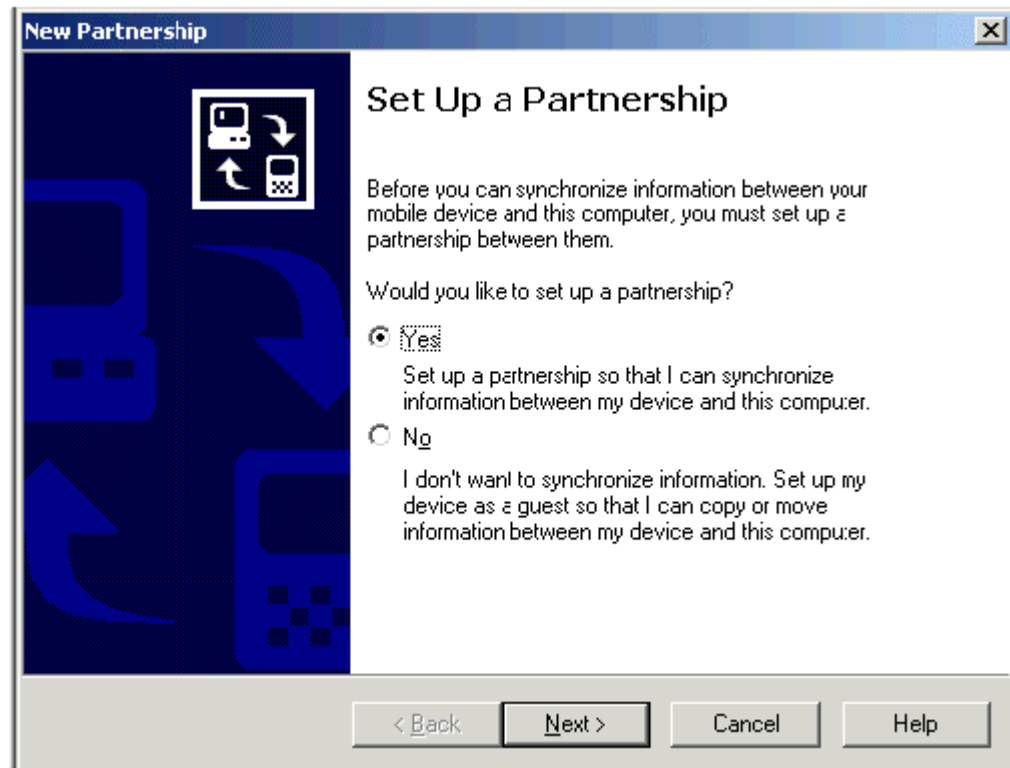 New Partnership
Set Up a Partnership
Before you can synchronize information between your
mobile device and this computer, you must set up a
partnership between them.
Would you like to set up a partnership?
Yes
Set up a partnership so that I can synchronize
information between my device and this computer.
No
I don't want to synchronize information. Set up my
device as a guest so that I can copy or move
information between my device and this computer.
< Back
Next >
Cancel
Help